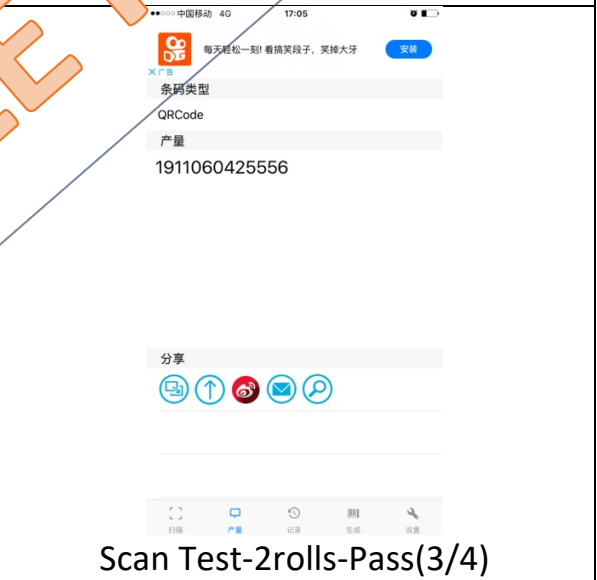 中国移动 4G 17:05
每天轻松一刻! 看搞笑段子，笑掉大牙 安装
广告
条码类型
QRCode
产量
1911060425556
分享
扫描 产量 记录 生成 设置
Scan Test-2rolls-Pass(3/4)